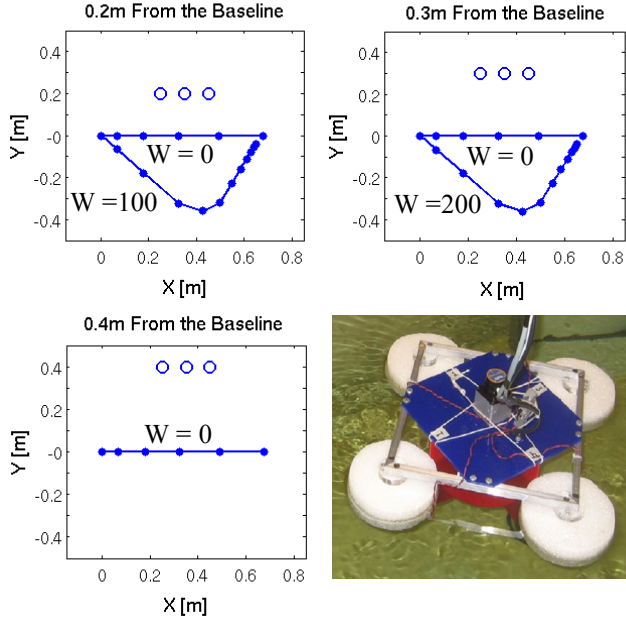 0.2m From the Baseline
0.4
0.2
-0
-0.2
-0.4
Y [m]
W = 0
W =100
0 0.2 0.4 0.6 0.8
X [m]
0.3m From the Baseline
0.4
0.2
-0
-0.2
-0.4
Y [m]
W = 0
W =200
0 0.2 0.4 0.6 0.8
X [m]
0.4m From the Baseline
0.4
0.2
-0
-0.2
-0.4
Y [m]
W = 0
0 0.2 0.4 0.6 0.8
X [m]